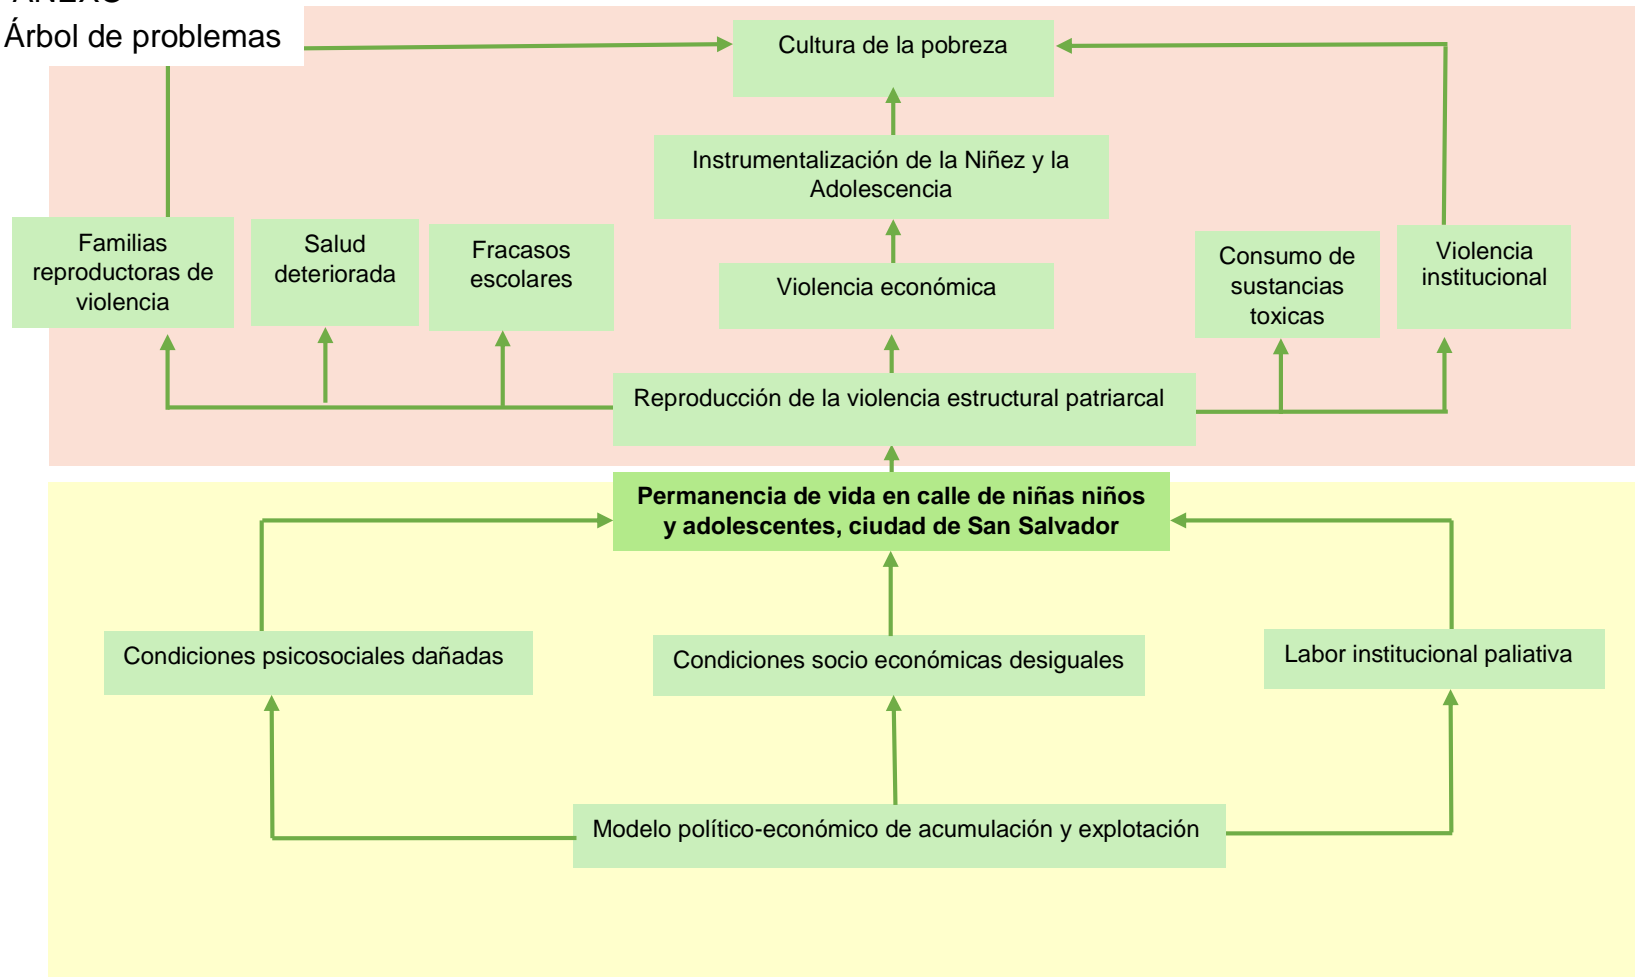 ANEXO
Árbol de problemas
Cultura de la pobreza
Instrumentalización de la Niñez y la
Adolescencia
Familias
reproductoras de
violencia
Salud
deteriorada
Fracasos
escolares
Violencia económica
Consumo de
sustancias
toxicas
Violencia
institucional
Reproducción de la violencia estructural patriarcal
Permanencia de vida en calle de niñas niños
y adolescentes, ciudad de San Salvador
Condiciones psicosociales dañadas
Condiciones socio económicas desiguales
Labor institucional paliativa
Modelo político-económico de acumulación y explotación